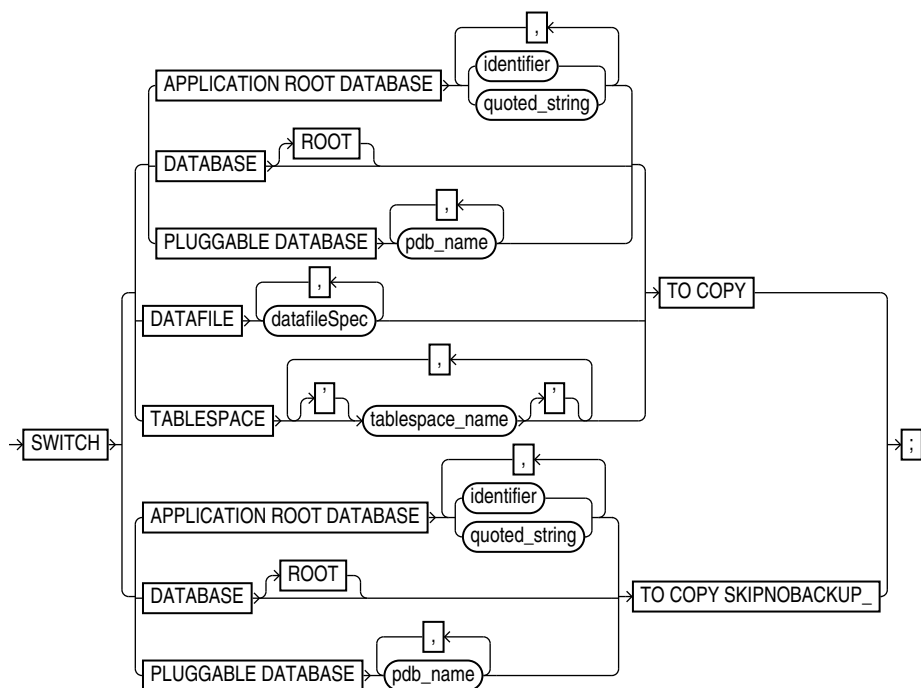 ,
identifier
APPLICATION ROOT DATABASE
quoted_string
ROOT
DATABASE
,
PLUGGABLE DATABASE
pdb_name
,
TO COPY
DATAFILE
datafileSpec
,
'
'
TABLESPACE
tablespace_name
SWITCH
;
,
identifier
APPLICATION ROOT DATABASE
quoted_string
ROOT
DATABASE
TO COPY SKIPNOBACKUP_
,
PLUGGABLE DATABASE
pdb_name